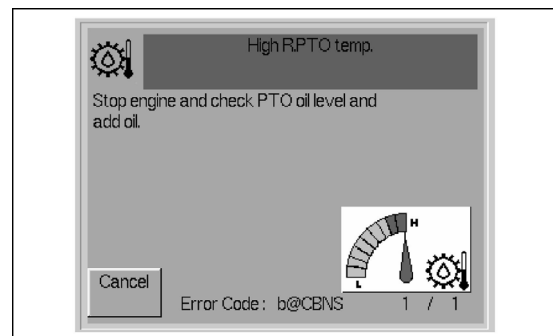 High R.PTO temp.
Stop engine and check PTO oil level and
add oil.
H
L
Cancel
Error Code : b@CBNS 1 / 1